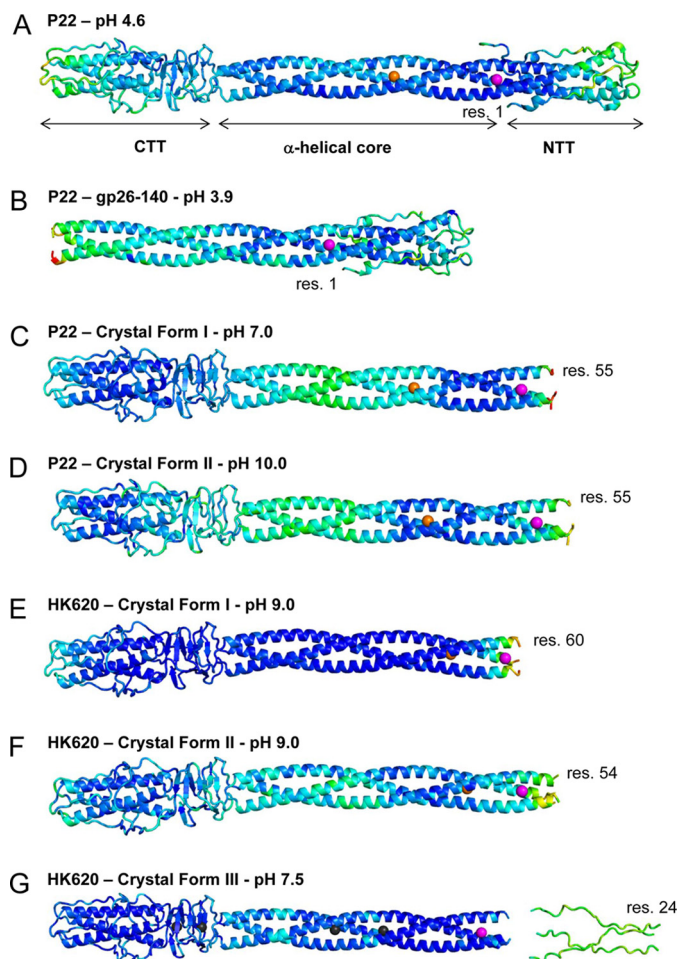 A P22 – pH 4.6
res. 1
CTT α-helical core NTT
B P22 – gp26-140 - pH 3.9
res. 1
C P22 – Crystal Form I - pH 7.0
res. 55
D P22 – Crystal Form II - pH 10.0
res. 55
E HK620 – Crystal Form I - pH 9.0
res. 60
F HK620 – Crystal Form II - pH 9.0
res. 54
G HK620 – Crystal Form III - pH 7.5
res. 24